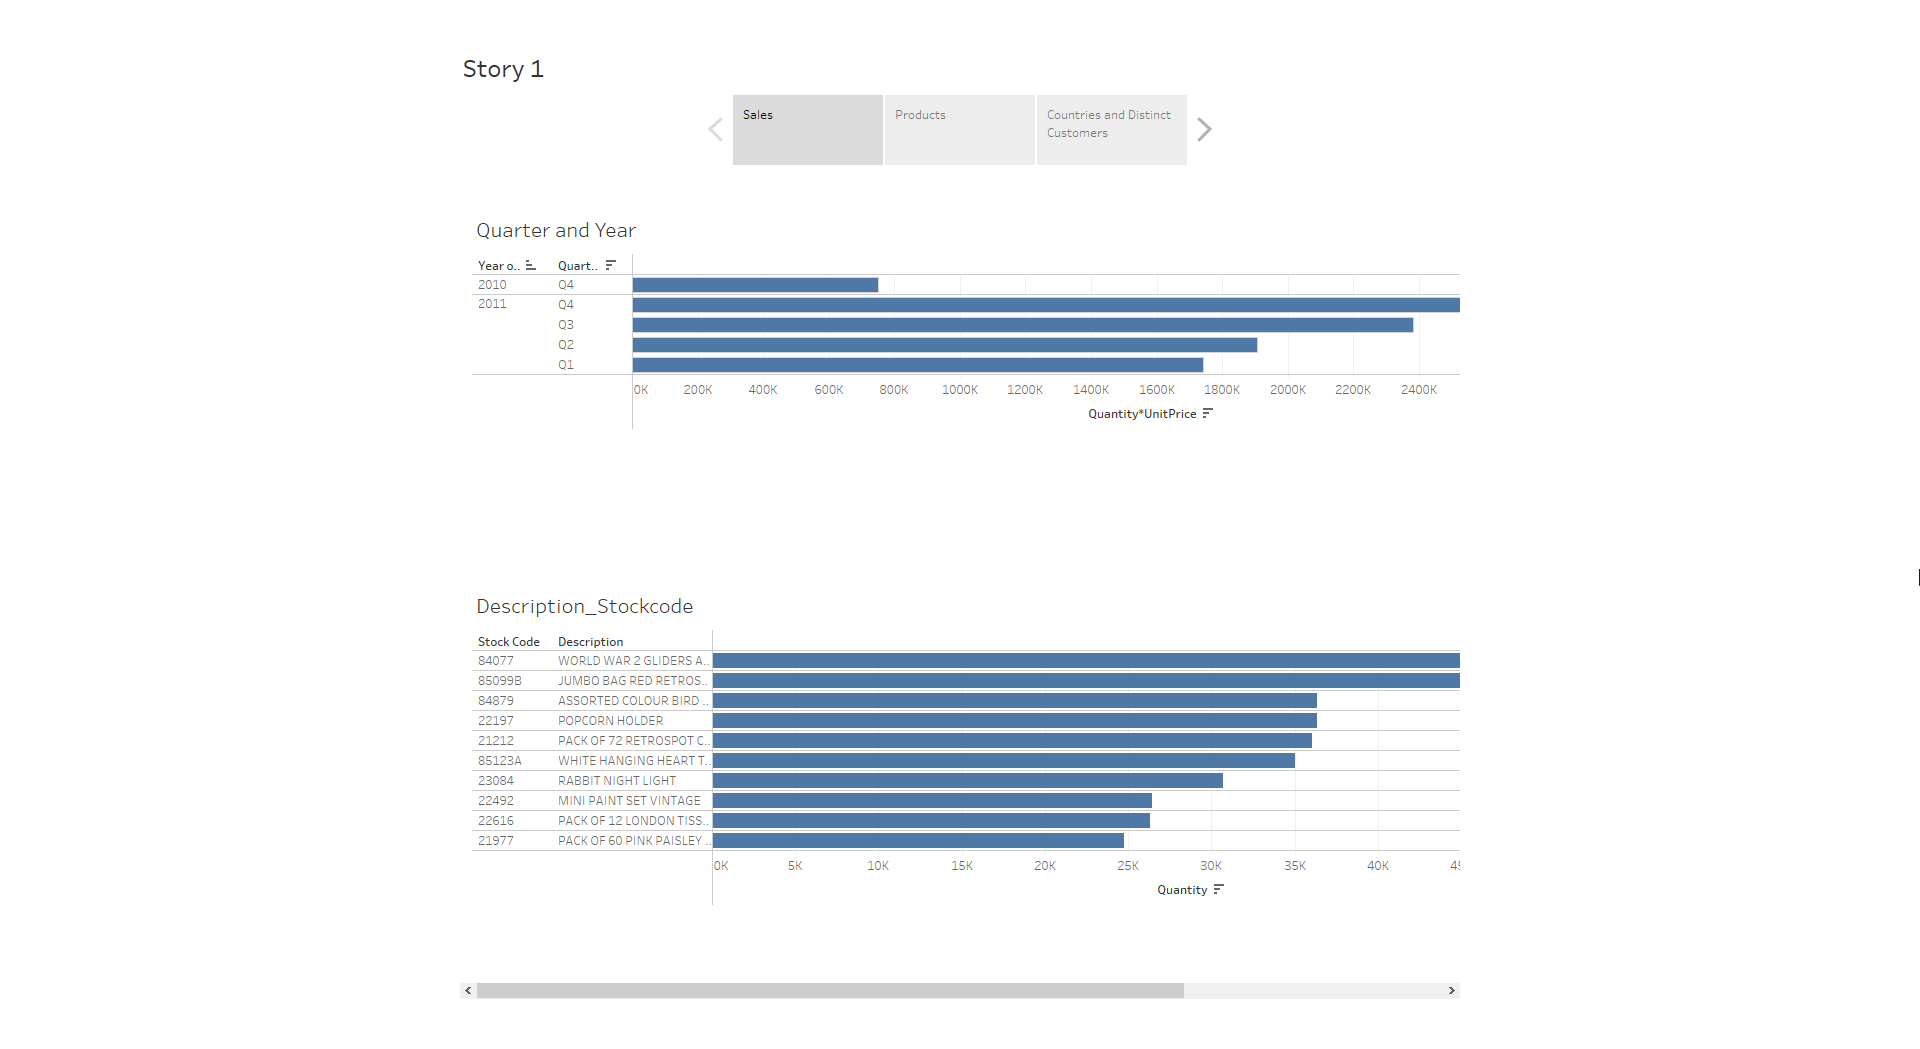 Story 1
Sales
Products
Countries and Distinct
Customers
Quarter and Year
Year o.. Quart..
2010 Q4
2011 Q4
Q3
Q2
Q1
0K 200K 400K 600K 800K 1000K 1200K 1400K 1600K 1800K 2000K 2200K 2400K
Quantity*UnitPrice
Description_Stockcode
Stock Code Description
84077 WORLD WAR 2 GLIDERS A..
85099B JUMBO BAG RED RETROS..
84879 ASSORTED COLOUR BIRD ..
22197 POPCORN HOLDER
21212 PACK OF 72 RETROSPOT C..
85123A WHITE HANGING HEART T..
23084 RABBIT NIGHT LIGHT
22492 MINI PAINT SET VINTAGE
22616 PACK OF 12 LONDON TISS..
21977 PACK OF 60 PINK PAISLEY ..
0K 5K 10K 15K 20K 25K 30K 35K 40K
Quantity